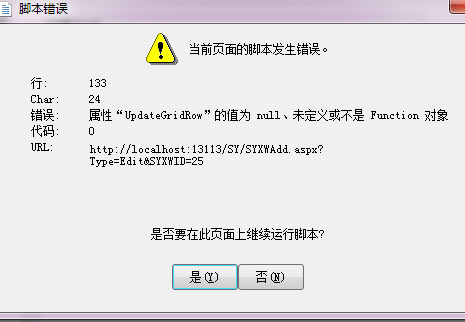 脚本错误
当前页面的脚本发生错误。
行: 133
Char: 24
错误: 属性“UpdateGridRow”的值为 null、未定义或不是 Function 对象
代码: 0
URL: http://localhost:13113/SY/SYXWAdd.aspx?
Type=Edit&SYXWID=25
是否要在此页面上继续运行脚本?
是(Y) 否(N)